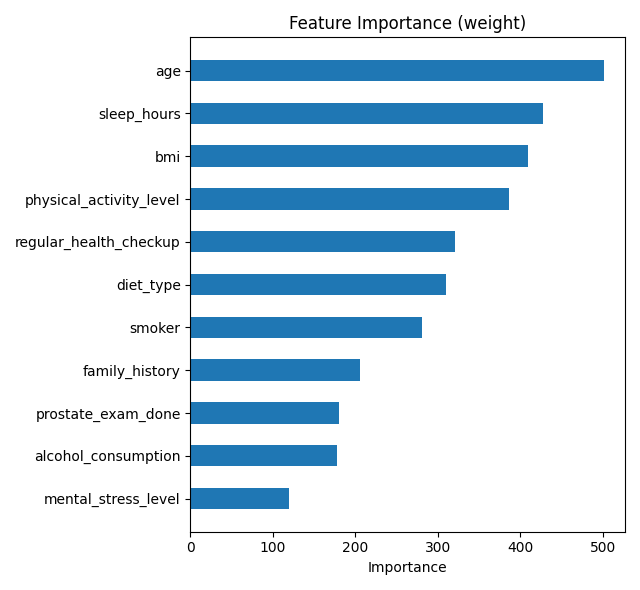 Feature Importance (weight)
age
sleep_hours
bmi
physical_activity_level
regular_health_checkup
diet_type
smoker
family_history
prostate_exam_done
alcohol_consumption
mental_stress_level
0 100 200 300 400 500
Importance